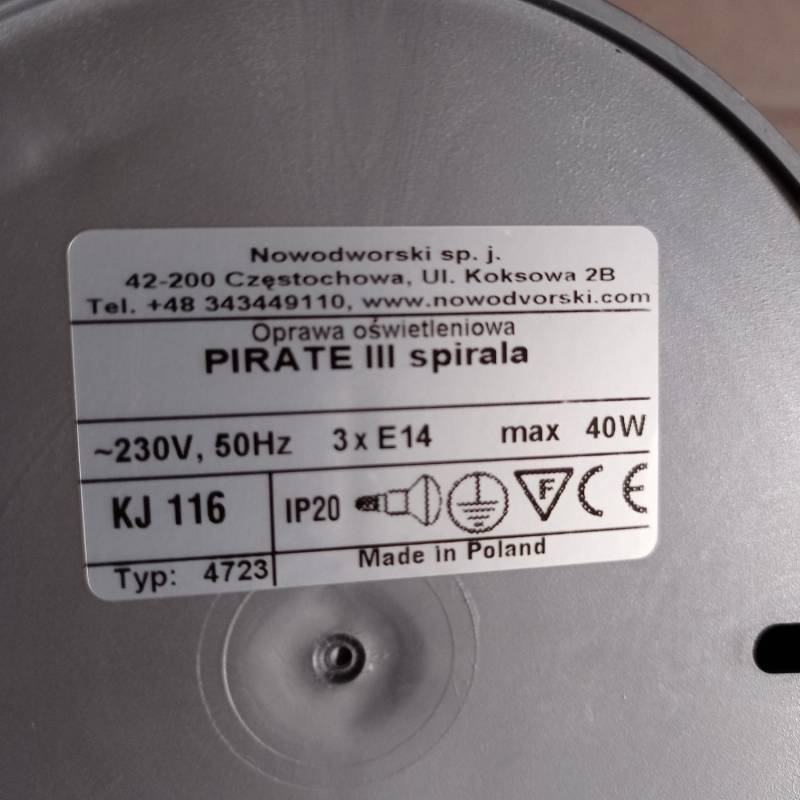 Nowodworski sp. j.
42-200 Częstochowa, Ul. Koksowa 2B
Tel. +48 343449110, www.nowodvorski.com
Oprawa oświetleniowa
PIRATE III spirala
~230V, 50Hz 3 x E14 max 40W
KJ 116 IP20 F CE
Typ: 4723 Made in Poland